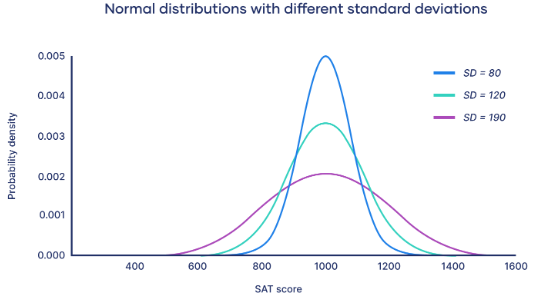 Normal distributions with different standard deviations
0.005
0.004
0.003
0.002
0.001
0.000
Probability density
SD = 80
SD = 120
SD = 190
400 600 800 1000 1200 1400 1600
SAT score